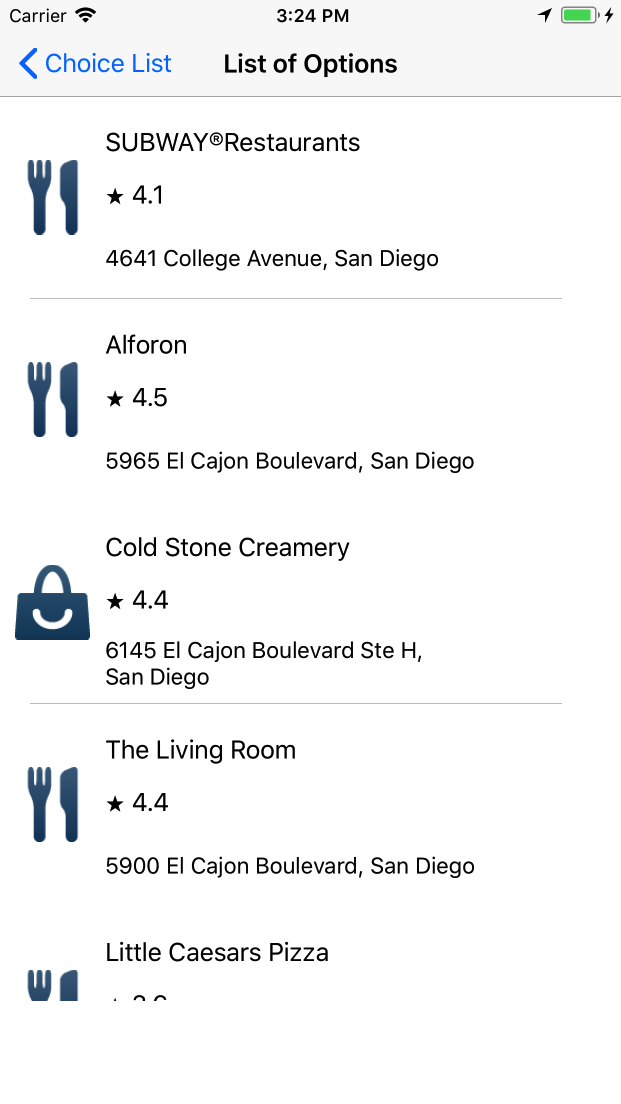 Carrier 3:24 PM
Choice List List of Options
SUBWAY®Restaurants
★ 4.1
4641 College Avenue, San Diego
Alforon
★ 4.5
5965 El Cajon Boulevard, San Diego
Cold Stone Creamery
★ 4.4
6145 El Cajon Boulevard Ste H,
San Diego
The Living Room
★ 4.4
5900 El Cajon Boulevard, San Diego
Little Caesars Pizza